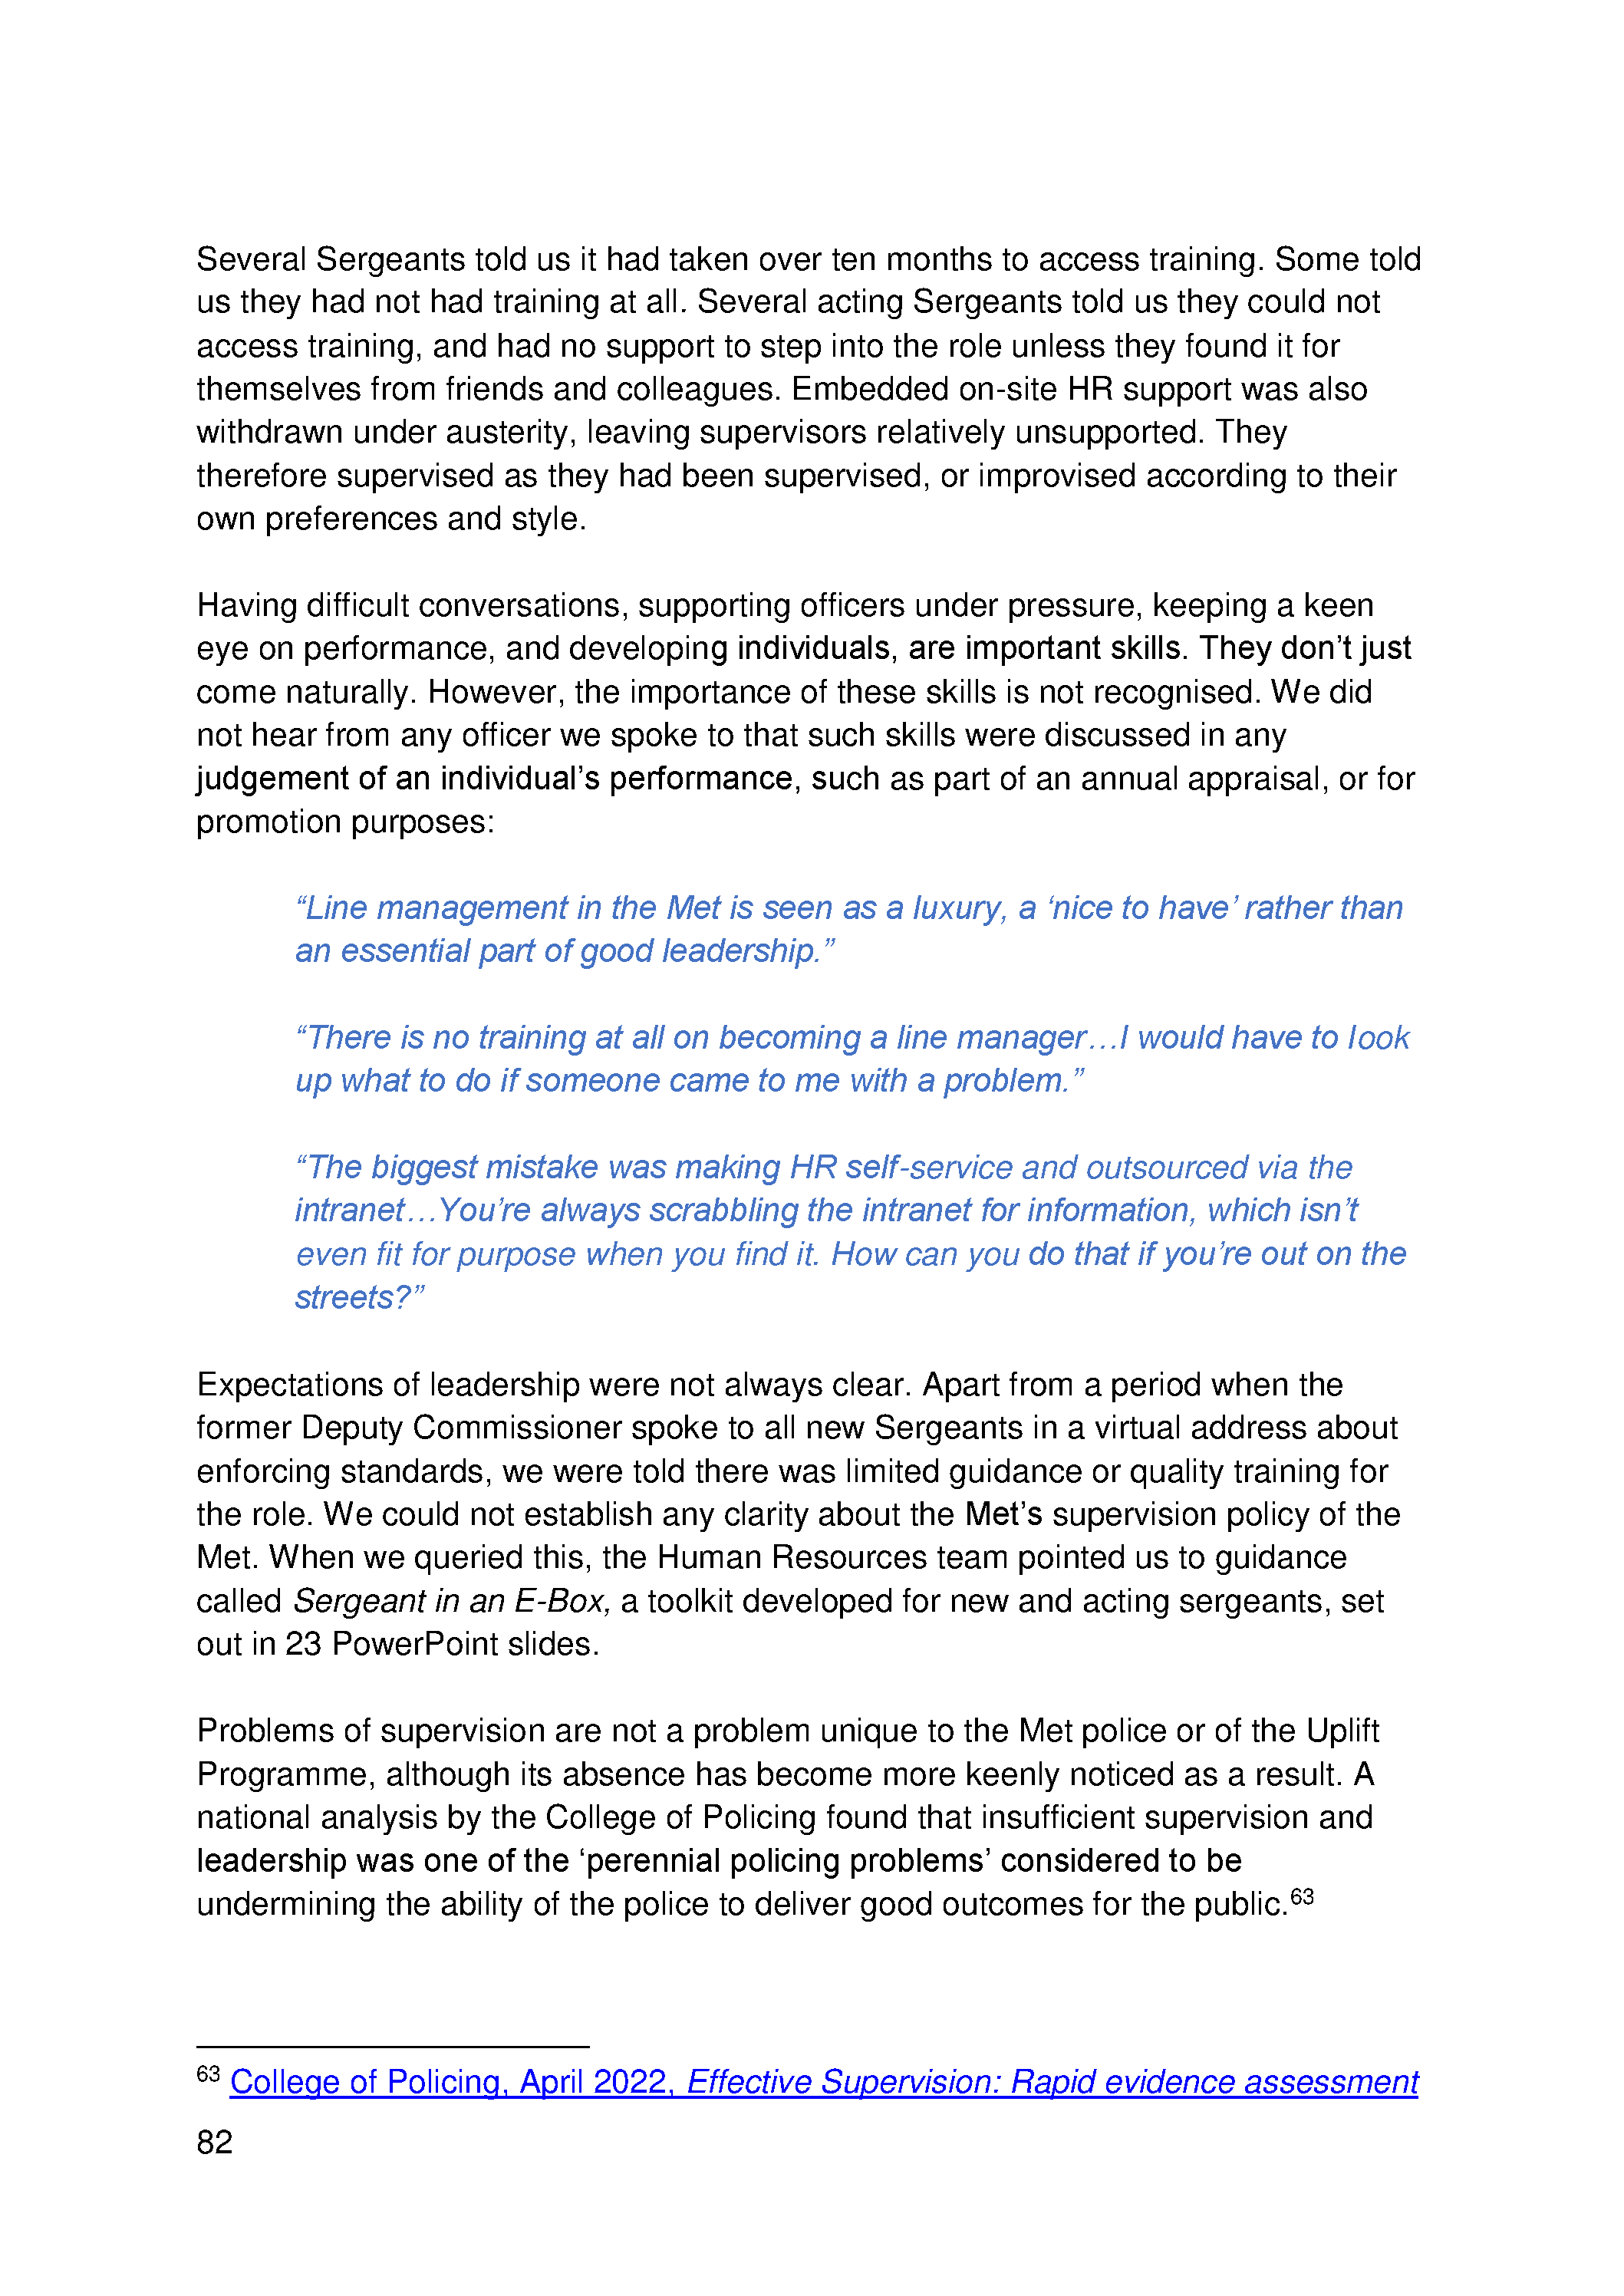 Several Sergeants told us it had taken over ten months to access training. Some told
us they had not had training at all. Several acting Sergeants told us they could not
access training, and had no support to step into the role unless they found it for
themselves from friends and colleagues. Embedded on-site HR support was also
withdrawn under austerity, leaving supervisors relatively unsupported. They
therefore supervised as they had been supervised, or improvised according to their
own preferences and style.
Having difficult conversations, supporting officers under pressure, keeping a keen
eye on performance, and developing individuals, are important skills. They don’t just
come naturally. However, the importance of these skills is not recognised. We did
not hear from any officer we spoke to that such skills were discussed in any
judgement of an individual’s performance, such as part of an annual appraisal, or for
promotion purposes:
“Line management in the Met is seen as a luxury, a ‘nice to have’ rather than
an essential part of good leadership.”
“There is no training at all on becoming a line manager…I would have to look
up what to do if someone came to me with a problem.”
“The biggest mistake was making HR self-service and outsourced via the
intranet…You’re always scrabbling the intranet for information, which isn’t
even fit for purpose when you find it. How can you do that if you’re out on the
streets?”
Expectations of leadership were not always clear. Apart from a period when the
former Deputy Commissioner spoke to all new Sergeants in a virtual address about
enforcing standards, we were told there was limited guidance or quality training for
the role. We could not establish any clarity about the Met’s supervision policy of the
Met. When we queried this, the Human Resources team pointed us to guidance
called Sergeant in an E-Box, a toolkit developed for new and acting sergeants, set
out in 23 PowerPoint slides.
Problems of supervision are not a problem unique to the Met police or of the Uplift
Programme, although its absence has become more keenly noticed as a result. A
national analysis by the College of Policing found that insufficient supervision and
leadership was one of the ‘perennial policing problems’ considered to be
undermining the ability of the police to deliver good outcomes for the public.63
63 College of Policing, April 2022, Effective Supervision: Rapid evidence assessment
82